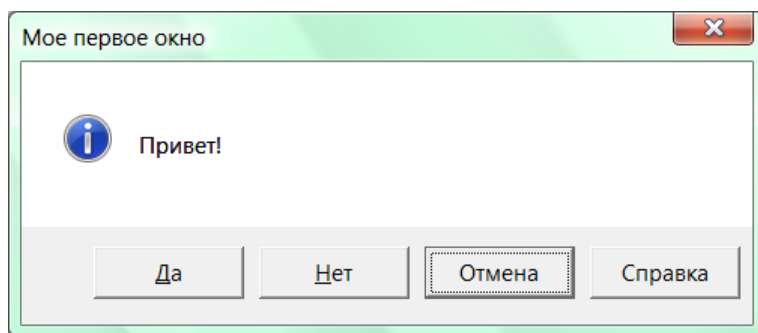 Мое первое окно
Привет!
Да Нет Отмена Справка